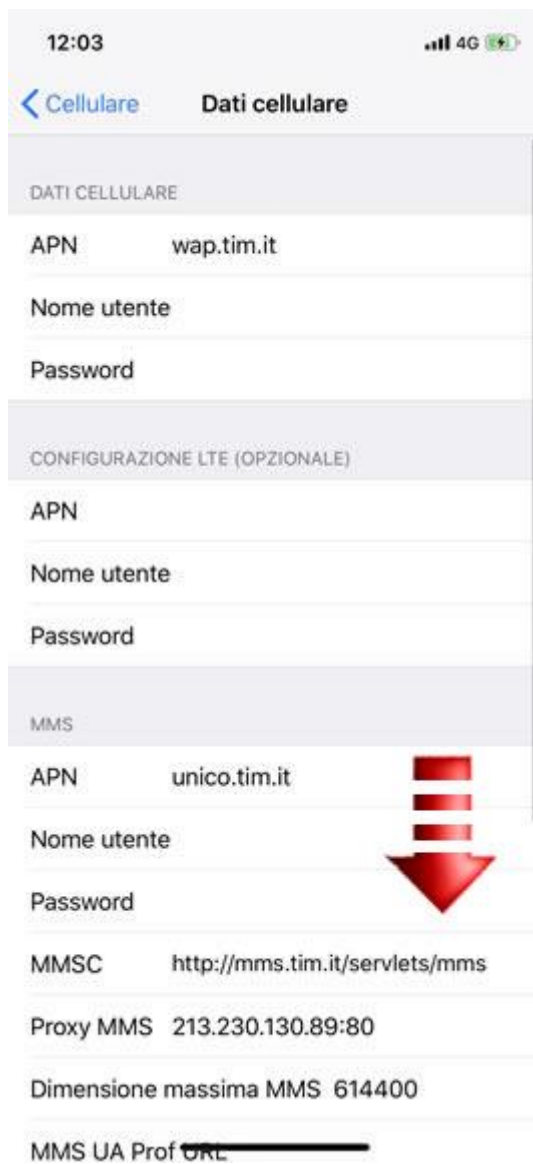 12:03 4G
Cellulare Dati cellulare
DATI CELLULARE
APN wap.tim.it
Nome utente
Password
CONFIGURAZIONE LTE (OPZIONALE)
APN
Nome utente
Password
MMS
APN unico.tim.it
Nome utente
Password
MMSC http://mms.tim.it/servlets/mms
Proxy MMS 213.230.130.89:80
Dimensione massima MMS 614400
MMS UA Prof URL